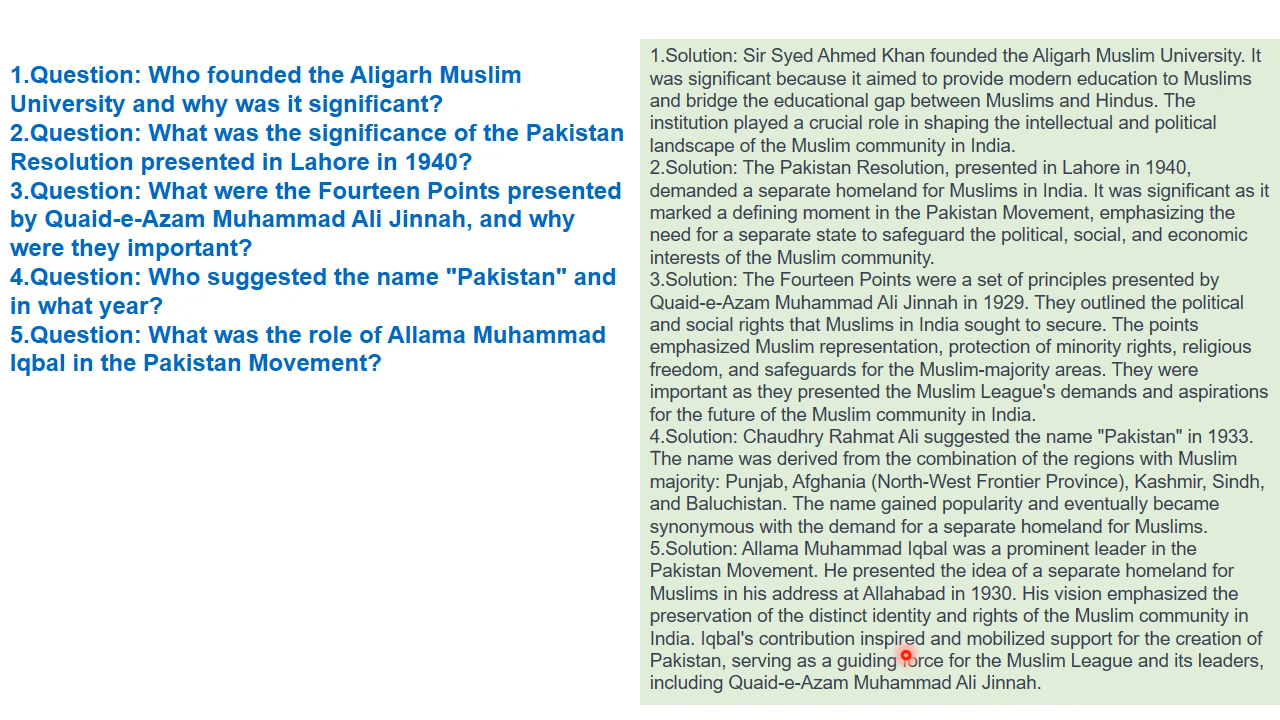 1.Question: Who founded the Aligarh Muslim
University and why was it significant?
2.Question: What was the significance of the Pakistan
Resolution presented in Lahore in 1940?
3.Question: What were the Fourteen Points presented
by Quaid-e-Azam Muhammad Ali Jinnah, and why
were they important?
4.Question: Who suggested the name "Pakistan" and
in what year?
5.Question: What was the role of Allama Muhammad
Iqbal in the Pakistan Movement?
1.Solution: Sir Syed Ahmed Khan founded the Aligarh Muslim University. It
was significant because it aimed to provide modern education to Muslims
and bridge the educational gap between Muslims and Hindus. The
institution played a crucial role in shaping the intellectual and political
landscape of the Muslim community in India.
2.Solution: The Pakistan Resolution, presented in Lahore in 1940,
demanded a separate homeland for Muslims in India. It was significant as it
marked a defining moment in the Pakistan Movement, emphasizing the
need for a separate state to safeguard the political, social, and economic
interests of the Muslim community.
3.Solution: The Fourteen Points were a set of principles presented by
Quaid-e-Azam Muhammad Ali Jinnah in 1929. They outlined the political
and social rights that Muslims in India sought to secure. The points
emphasized Muslim representation, protection of minority rights, religious
freedom, and safeguards for the Muslim-majority areas. They were
important as they presented the Muslim League's demands and aspirations
for the future of the Muslim community in India.
4.Solution: Chaudhry Rahmat Ali suggested the name "Pakistan" in 1933.
The name was derived from the combination of the regions with Muslim
majority: Punjab, Afghania (North-West Frontier Province), Kashmir, Sindh,
and Baluchistan. The name gained popularity and eventually became
synonymous with the demand for a separate homeland for Muslims.
5.Solution: Allama Muhammad Iqbal was a prominent leader in the
Pakistan Movement. He presented the idea of a separate homeland for
Muslims in his address at Allahabad in 1930. His vision emphasized the
preservation of the distinct identity and rights of the Muslim community in
India. Iqbal's contribution inspired and mobilized support for the creation of
Pakistan, serving as a guiding force for the Muslim League and its leaders,
including Quaid-e-Azam Muhammad Ali Jinnah.